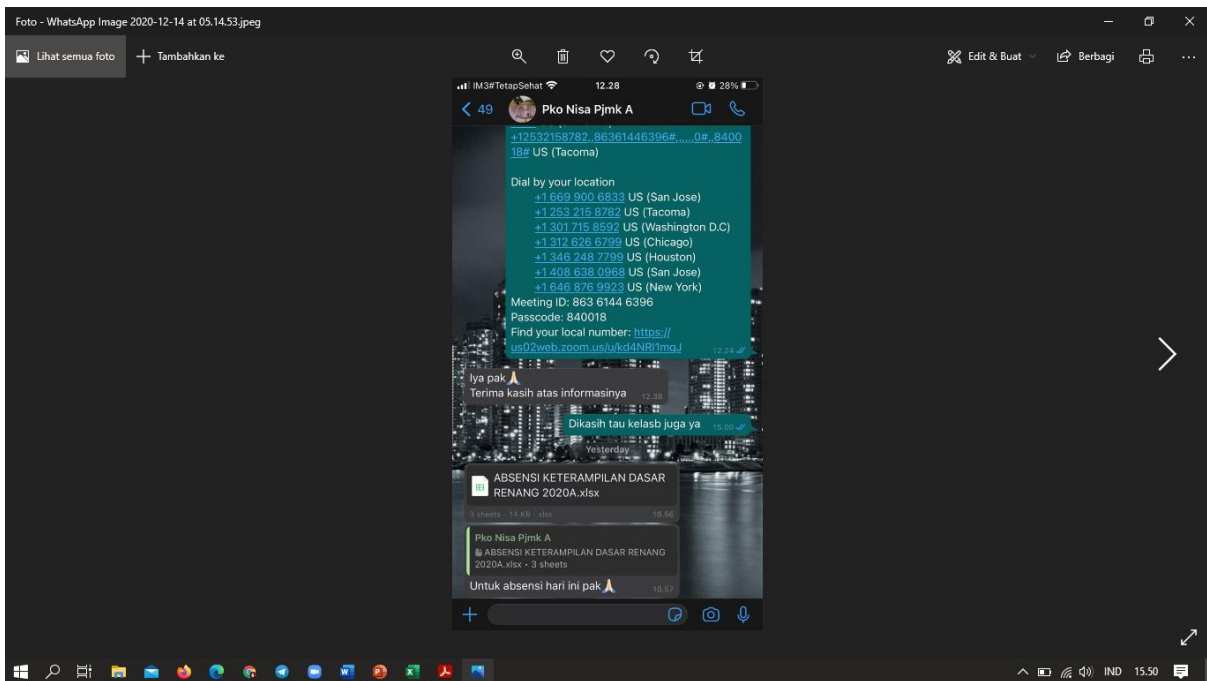 Foto - WhatsApp Image 2020-12-14 at 05.14.53.jpeg
Lihat semua foto
Tambahkan ke
Edit & Buat
Berbagi
IM3#TetapSehat
12.28
28%
49
Pko Nisa Pjmk A
+12532158782,,86361446396#,,,,,,0#,,8400
18# US (Tacoma)
Dial by your location
+1 669 900 6833 US (San Jose)
+1 253 215 8782 US (Tacoma)
+1 301 715 8592 US (Washington D.C)
+1 312 626 6799 US (Chicago)
+1 346 248 7799 US (Houston)
+1 408 638 0968 US (San Jose)
+1 646 876 9923 US (New York)
Meeting ID: 863 6144 6396
Passcode: 840018
Find your local number: https://
us02web.zoom.us/u/kd4NRI1mqJ 12.24
Iya pak🙏🏻
Terima kasih atas informasinya 12.38
Dikasih tau kelasb juga ya 15.00
Yesterday
ABSENSI KETERAMPILAN DASAR
RENANG 2020A.xlsx
3 sheets · 14 KB · xlsx 10.56
Pko Nisa Pjmk A
ABSENSI KETERAMPILAN DASAR RENANG
2020A.xlsx • 3 sheets
Untuk absensi hari ini pak🙏🏻 10.57
IND 15.50